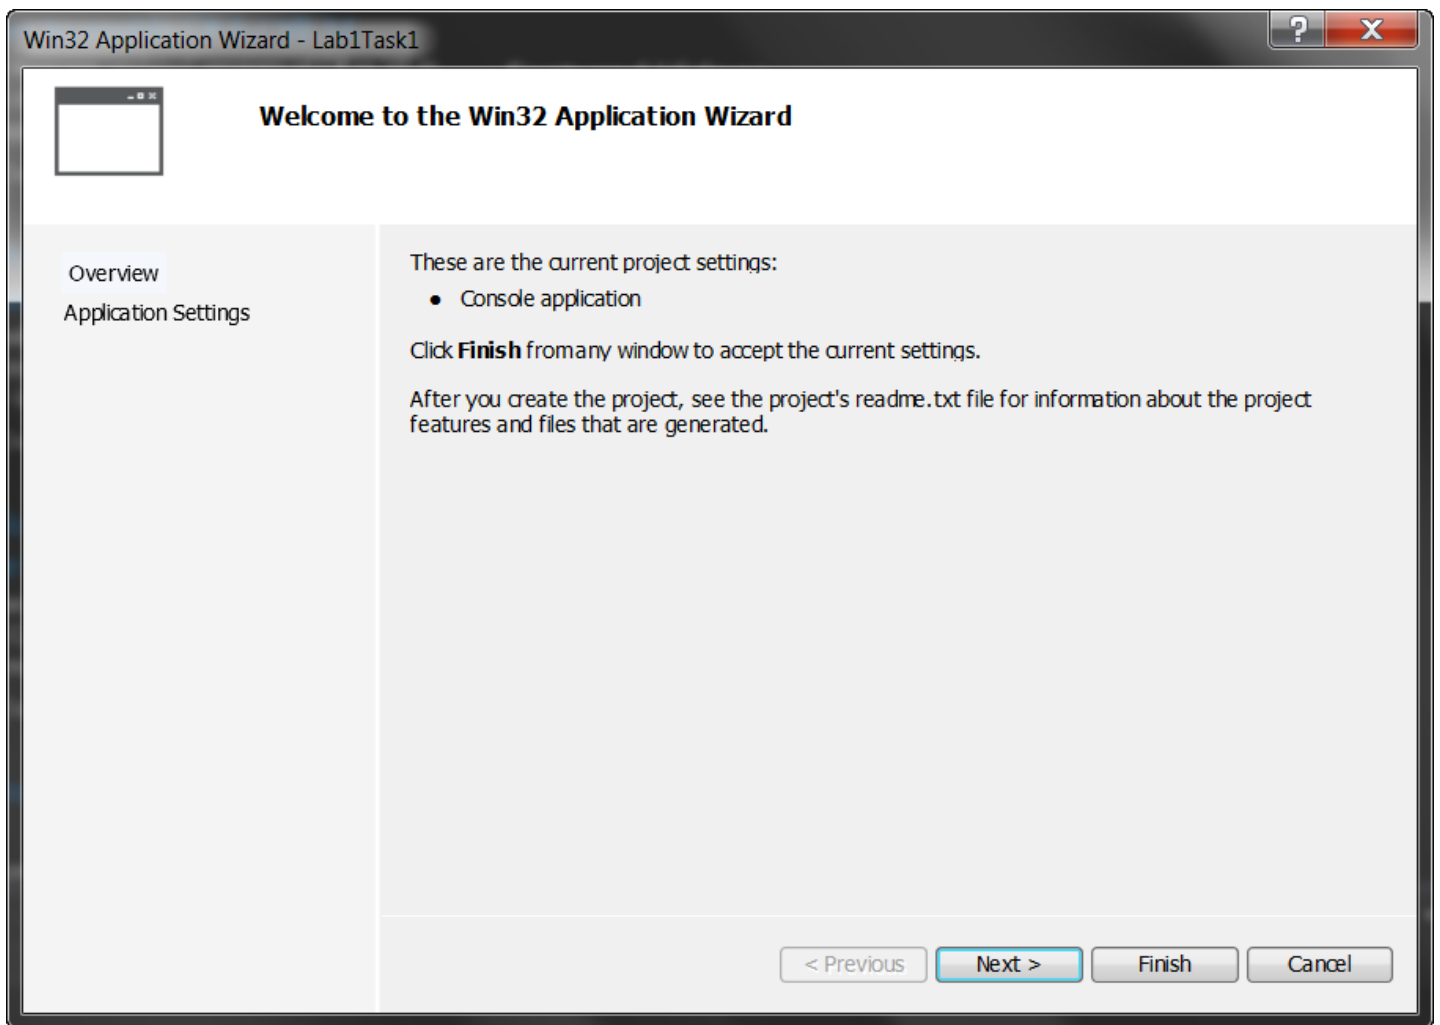 Win32 Application Wizard - Lab1Task1
Welcome to the Win32 Application Wizard
Overview
Application Settings
These are the current project settings:
• Console application
Click Finish from any window to accept the current settings.
After you create the project, see the project's readme.txt file for information about the project
features and files that are generated.
< Previous
Next >
Finish
Cancel